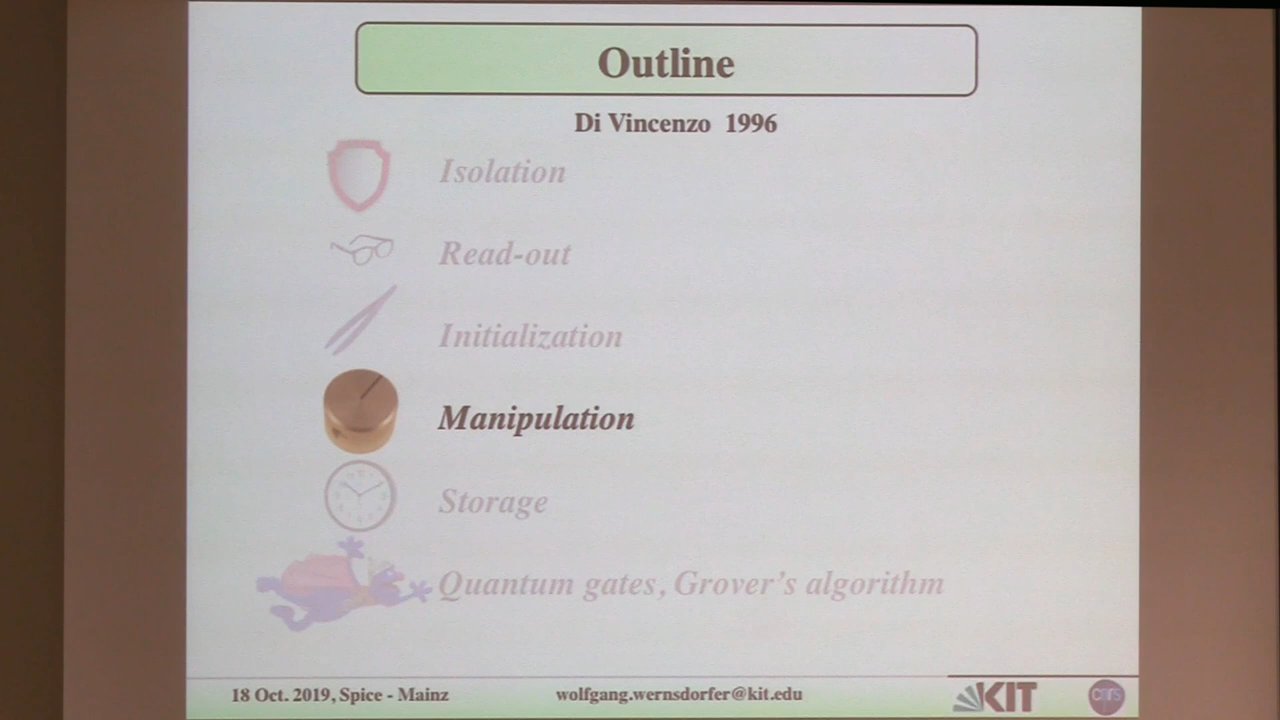 Outline
Di Vincenzo 1996
Isolation
Read-out
Initialization
Manipulation
Storage
Quantum gates, Grover's algorithm
18 Oct. 2019, Spice - Mainz
wolfgang.wernsdorfer@kit.edu
KIT
cnrs